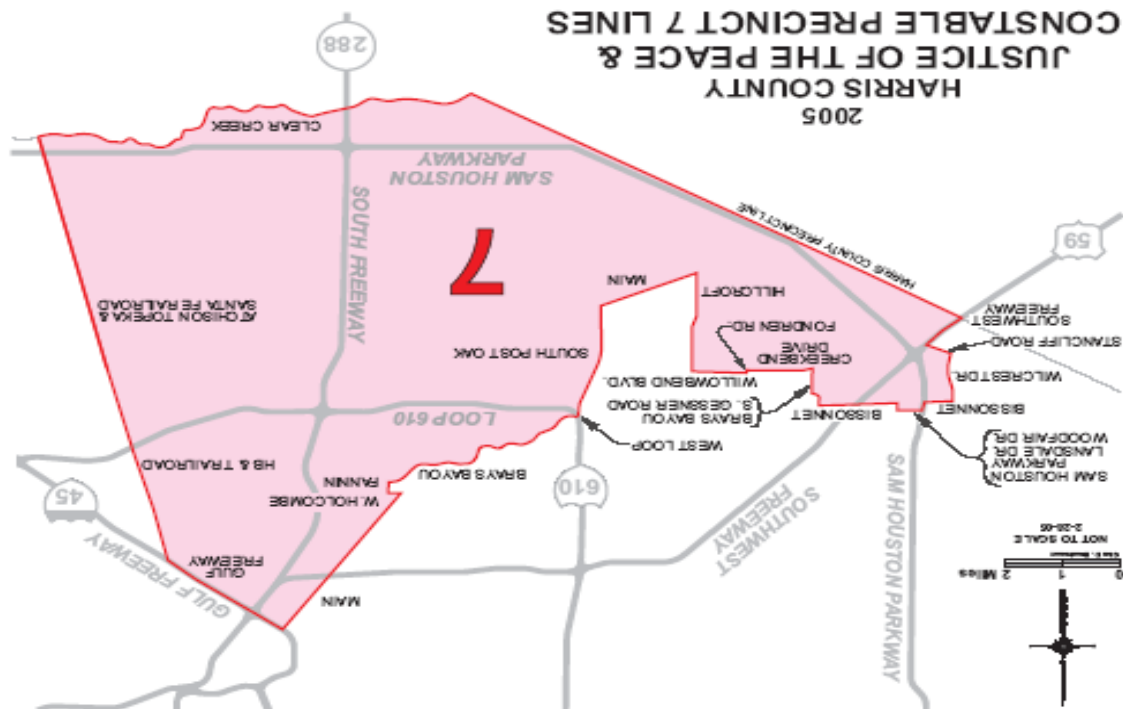 MAIN
GULF FREEWAY
GULF
FREEWAY
45
SAM HOUSTON PARKWAY
0 1 2 Miles
NOT TO SCALE
2-28-05
SOUTHWEST
FREEWAY
610
W. HOLCOMBE
FANNIN
HB & TRAILROAD
SAM HOUSTON
PARKWAY
LANSDALE DR.
WOODFAIR DR.
BRAYS BAYOU
WEST LOOP
LOOP 610
BISSONNET
BISSONNET
BRAYS BAYOU
S. GESSNER ROAD
WILLOWBEND BLVD.
WILCREST DR.
CREEKBEND
DRIVE
FONDREN RD.
SOUTH POST OAK
STANCLIFF ROAD
SOUTHWEST
FREEWAY
HILLCROFT
MAIN
SOUTH FREEWAY
ATCHISON TOPEKA &
SANTA FE RAILROAD
7
59
HARRIS COUNTY PRECINCT LINE
SAM HOUSTON
PARKWAY
CLEAR CREEK
288
2005
HARRIS COUNTY
JUSTICE OF THE PEACE &
CONSTABLE PRECINCT 7 LINES